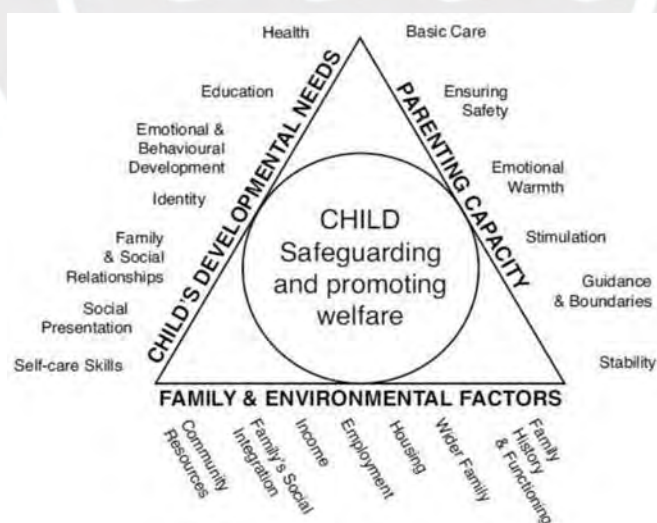 Health
Education
Emotional &
Behavioural
Development
Identity
Family
& Social
Relationships
Social
Presentation
Self-care Skills
CHILD'S DEVELOPMENTAL NEEDS
Basic Care
Ensuring
Safety
Emotional
Warmth
Stimulation
Guidance
& Boundaries
Stability
PARENTING CAPACITY
CHILD
Safeguarding
and promoting
welfare
FAMILY & ENVIRONMENTAL FACTORS
Community
Resources
Family's Social
Integration
Income
Employment
Housing
Wider Family
Family
History
& Functioning